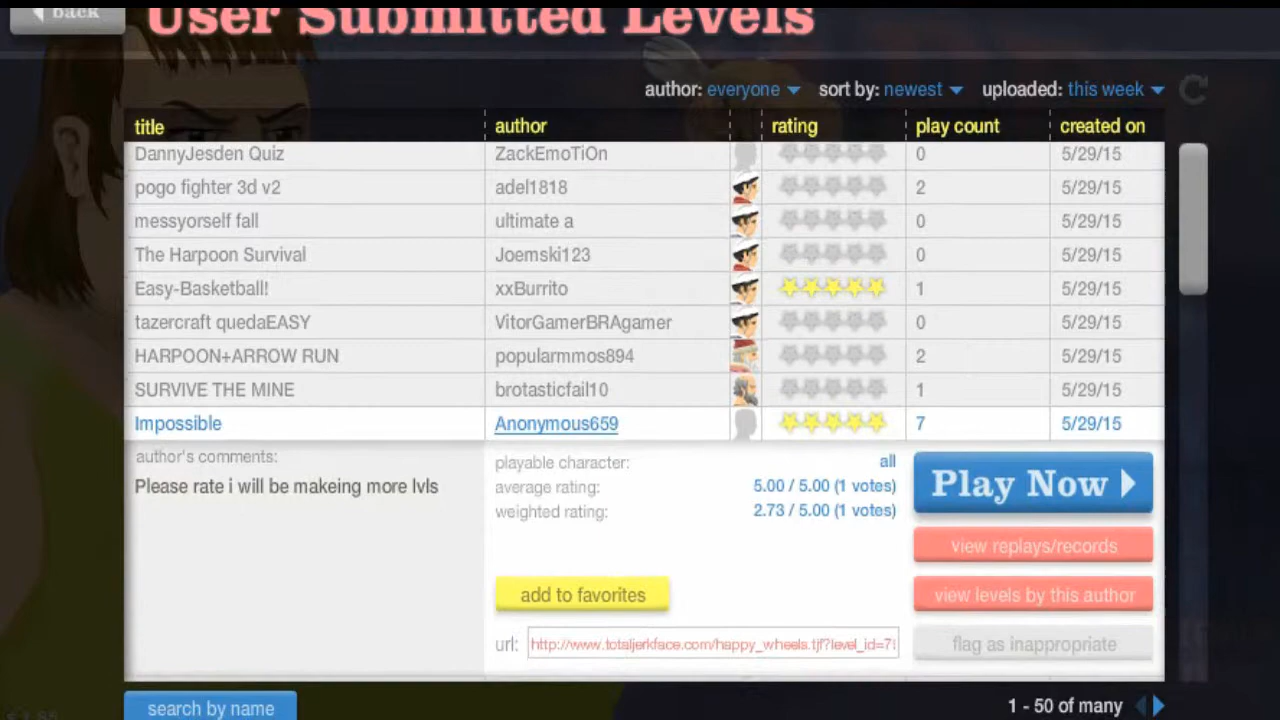 back
User Submitted Levels
author: everyone sort by: newest uploaded: this week
title author rating play count created on
DannyJesden Quiz ZackEmoTiOn 0 5/29/15
pogo fighter 3d v2 adel1818 2 5/29/15
messyorself fall ultimate a 0 5/29/15
The Harpoon Survival Joemski123 0 5/29/15
Easy-Basketball! xxBurrito 1 5/29/15
tazercraft quedaEASY VitorGamerBRAgamer 0 5/29/15
HARPOON+ARROW RUN popularmmos894 2 5/29/15
SURVIVE THE MINE brotasticfail10 1 5/29/15
Impossible Anonymous659 7 5/29/15
author's comments:
Please rate i will be makeing more lvls
playable character: all
average rating: 5.00 / 5.00 (1 votes)
weighted rating: 2.73 / 5.00 (1 votes)
Play Now
view replays/records
add to favorites
view levels by this author
url: http://www.totaljerkface.com/happy_wheels.tjf?level_id=7
flag as inappropriate
search by name
1 - 50 of many